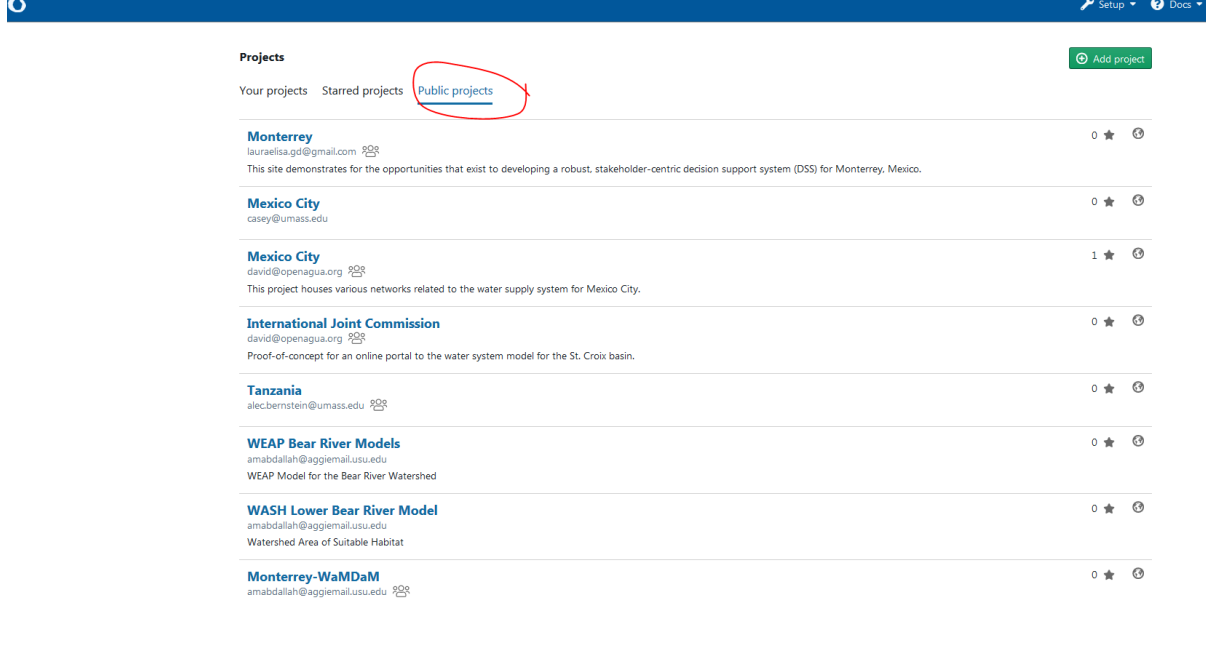 Setup Docs
Projects
Add project
Your projects Starred projects Public projects
Monterrey
0
lauraelisa.gd@gmail.com
This site demonstrates for the opportunities that exist to developing a robust, stakeholder-centric decision support system (DSS) for Monterrey, Mexico.
Mexico City
0
casey@umass.edu
Mexico City
1
david@openagua.org
This project houses various networks related to the water supply system for Mexico City.
International Joint Commission
0
david@openagua.org
Proof-of-concept for an online portal to the water system model for the St. Croix basin.
Tanzania
0
alec.bernstein@umass.edu
WEAP Bear River Models
0
amabdallah@aggiemail.usu.edu
WEAP Model for the Bear River Watershed
WASH Lower Bear River Model
0
amabdallah@aggiemail.usu.edu
Watershed Area of Suitable Habitat
Monterrey-WaMDaM
0
amabdallah@aggiemail.usu.edu